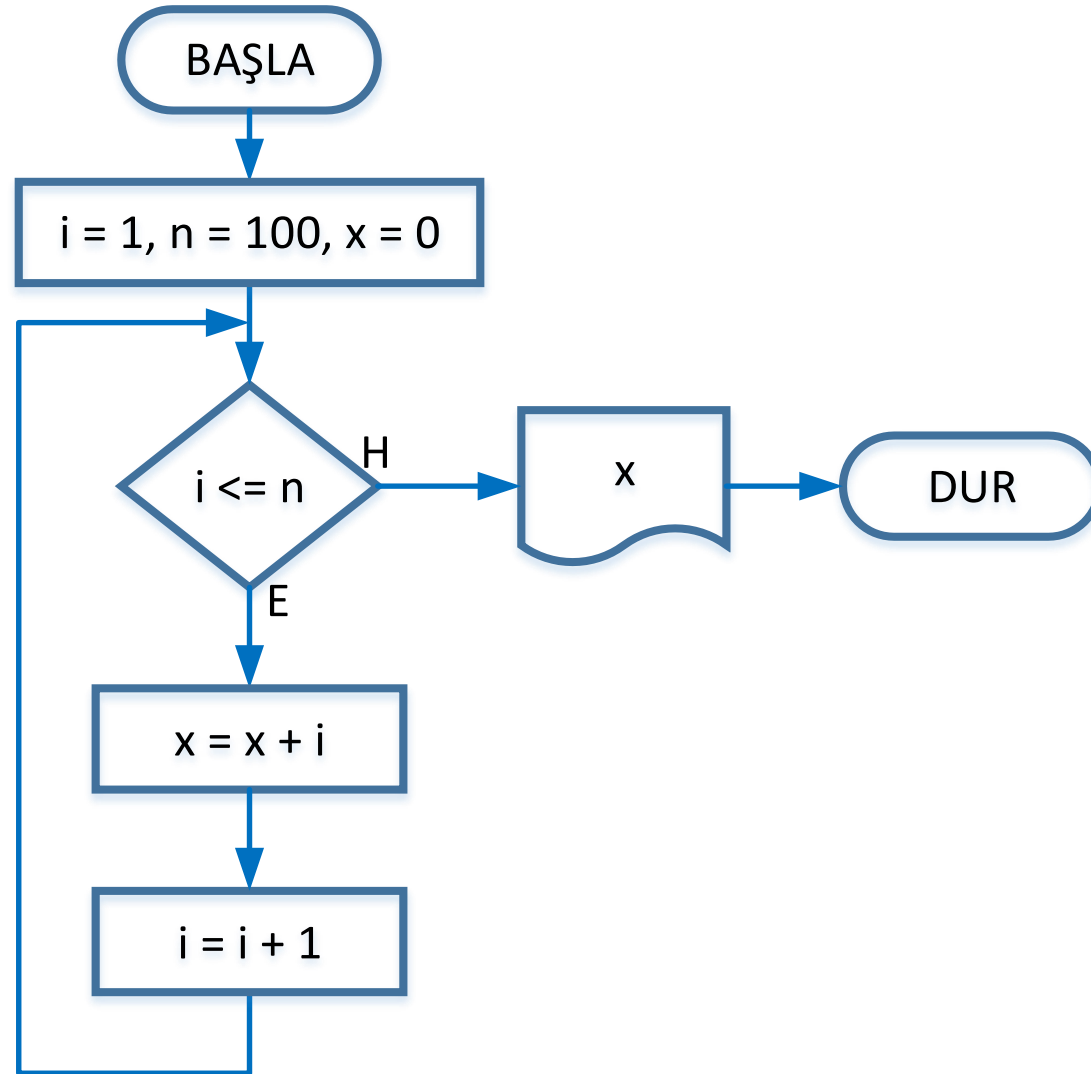 BAŞLA
i = 1, n = 100, x = 0
i <= n
H
x
DUR
E
x = x + i
i = i + 1